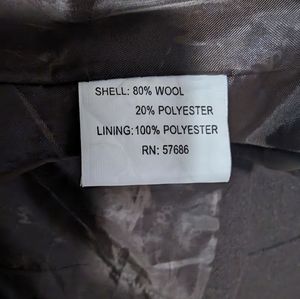 SHELL: 80% WOOL
20% POLYESTER
LINING: 100% POLYESTER
RN: 57686